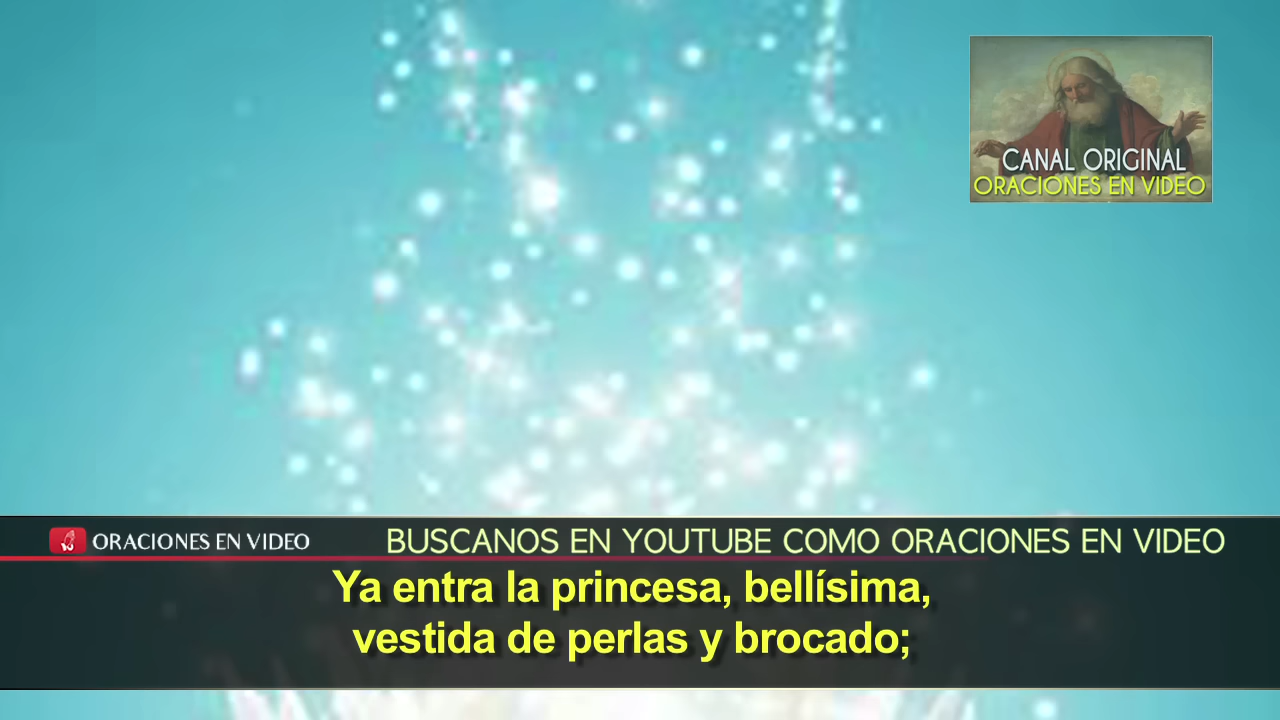 CANAL ORIGINAL
ORACIONES EN VIDEO
ORACIONES EN VIDEO
BUSCANOS EN YOUTUBE COMO ORACIONES EN VIDEO
Ya entra la princesa, bellísima,
vestida de perlas y brocado;